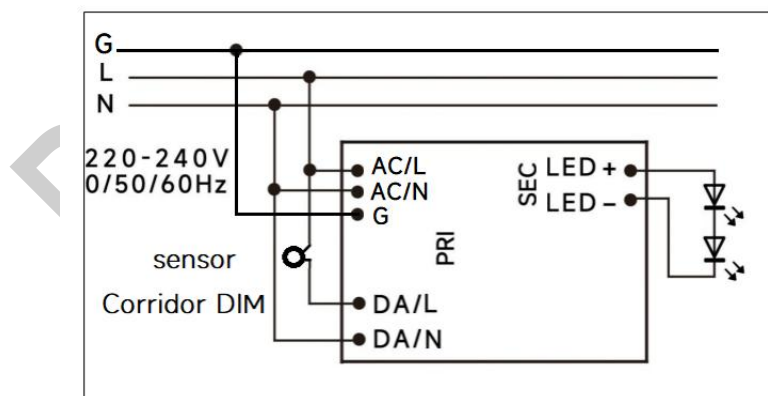 G
L
N
220-240V
0/50/60Hz
AC/L
AC/N
G
SEC
LED +
LED -
PRI
sensor
Corridor DIM
DA/L
DA/N